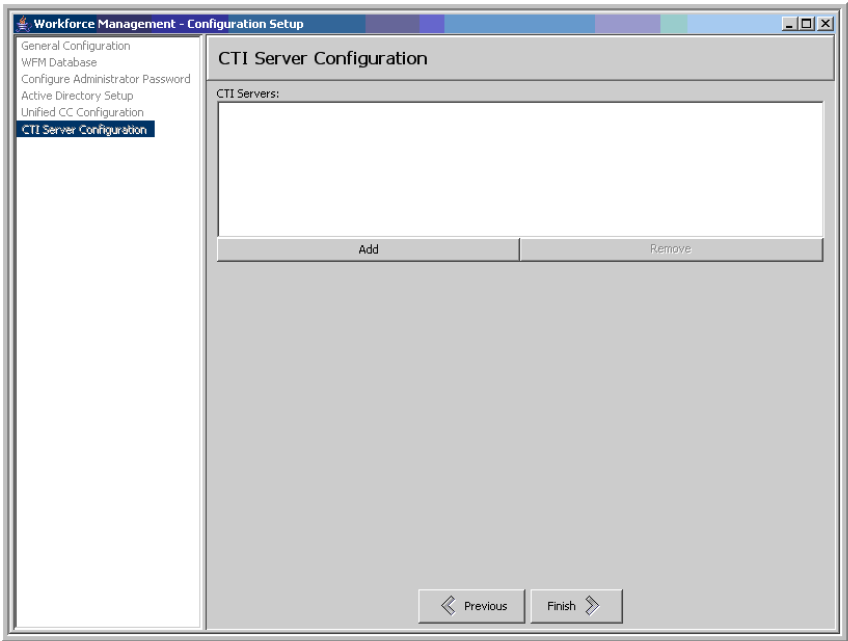 Workforce Management - Configuration Setup
General Configuration
WFM Database
Configure Administrator Password
Active Directory Setup
Unified CC Configuration
CTI Server Configuration
CTI Server Configuration
CTI Servers:
Add
Remove
Previous
Finish